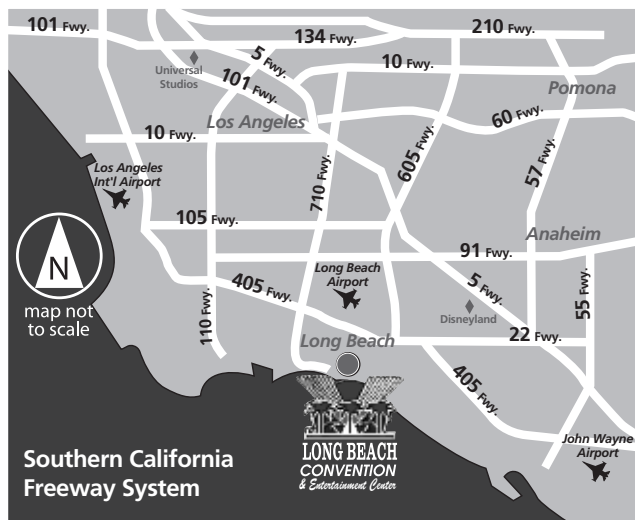 101 Fwy.
134 Fwy.
210 Fwy.
5 Fwy.
10 Fwy.
Universal
Studios
101 Fwy.
Pomona
Los Angeles
60 Fwy.
10 Fwy.
605 Fwy.
57 Fwy.
Los Angeles
Int'l Airport
710 Fwy.
105 Fwy.
Anaheim
91 Fwy.
N
map not
to scale
405 Fwy.
Long Beach
Airport
5 Fwy.
55 Fwy.
110 Fwy.
Disneyland
22 Fwy.
Long Beach
405 Fwy.
John Wayne
Airport
LONG BEACH
CONVENTION
& Entertainment Center
Southern California
Freeway System